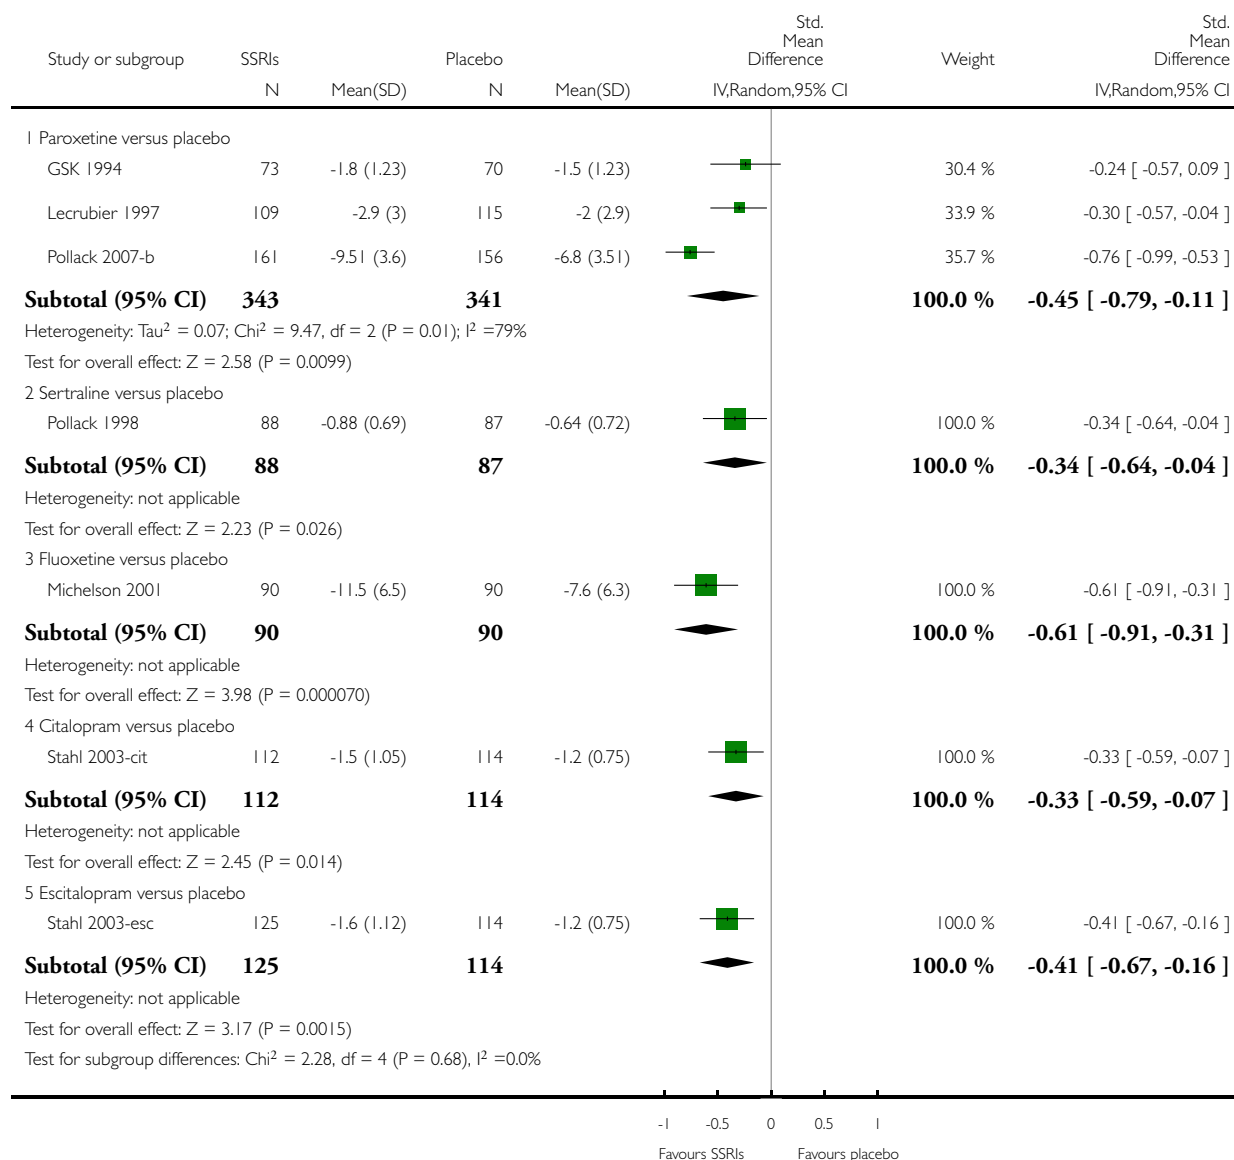 Std. Mean Difference Std. Mean Difference
Study or subgroup SSRIs Placebo Weight
N Mean(SD) N Mean(SD) IV,Random,95% CI IV,Random,95% CI
1 Paroxetine versus placebo
GSK 1994 73 -1.8 (1.23) 70 -1.5 (1.23) 30.4 % -0.24 [ -0.57, 0.09 ]
Lecrubier 1997 109 -2.9 (3) 115 -2 (2.9) 33.9 % -0.30 [ -0.57, -0.04 ]
Pollack 2007-b 161 -9.51 (3.6) 156 -6.8 (3.51) 35.7 % -0.76 [ -0.99, -0.53 ]
Subtotal (95% CI) 343 341 100.0 % -0.45 [ -0.79, -0.11 ]
Heterogeneity: Tau² = 0.07; Chi² = 9.47, df = 2 (P = 0.01); I² =79%
Test for overall effect: Z = 2.58 (P = 0.0099)
2 Sertraline versus placebo
Pollack 1998 88 -0.88 (0.69) 87 -0.64 (0.72) 100.0 % -0.34 [ -0.64, -0.04 ]
Subtotal (95% CI) 88 87 100.0 % -0.34 [ -0.64, -0.04 ]
Heterogeneity: not applicable
Test for overall effect: Z = 2.23 (P = 0.026)
3 Fluoxetine versus placebo
Michelson 2001 90 -11.5 (6.5) 90 -7.6 (6.3) 100.0 % -0.61 [ -0.91, -0.31 ]
Subtotal (95% CI) 90 90 100.0 % -0.61 [ -0.91, -0.31 ]
Heterogeneity: not applicable
Test for overall effect: Z = 3.98 (P = 0.000070)
4 Citalopram versus placebo
Stahl 2003-cit 112 -1.5 (1.05) 114 -1.2 (0.75) 100.0 % -0.33 [ -0.59, -0.07 ]
Subtotal (95% CI) 112 114 100.0 % -0.33 [ -0.59, -0.07 ]
Heterogeneity: not applicable
Test for overall effect: Z = 2.45 (P = 0.014)
5 Escitalopram versus placebo
Stahl 2003-esc 125 -1.6 (1.12) 114 -1.2 (0.75) 100.0 % -0.41 [ -0.67, -0.16 ]
Subtotal (95% CI) 125 114 100.0 % -0.41 [ -0.67, -0.16 ]
Heterogeneity: not applicable
Test for overall effect: Z = 3.17 (P = 0.0015)
Test for subgroup differences: Chi² = 2.28, df = 4 (P = 0.68), I² =0.0%
-1 -0.5 0 0.5 1
Favours SSRIs Favours placebo